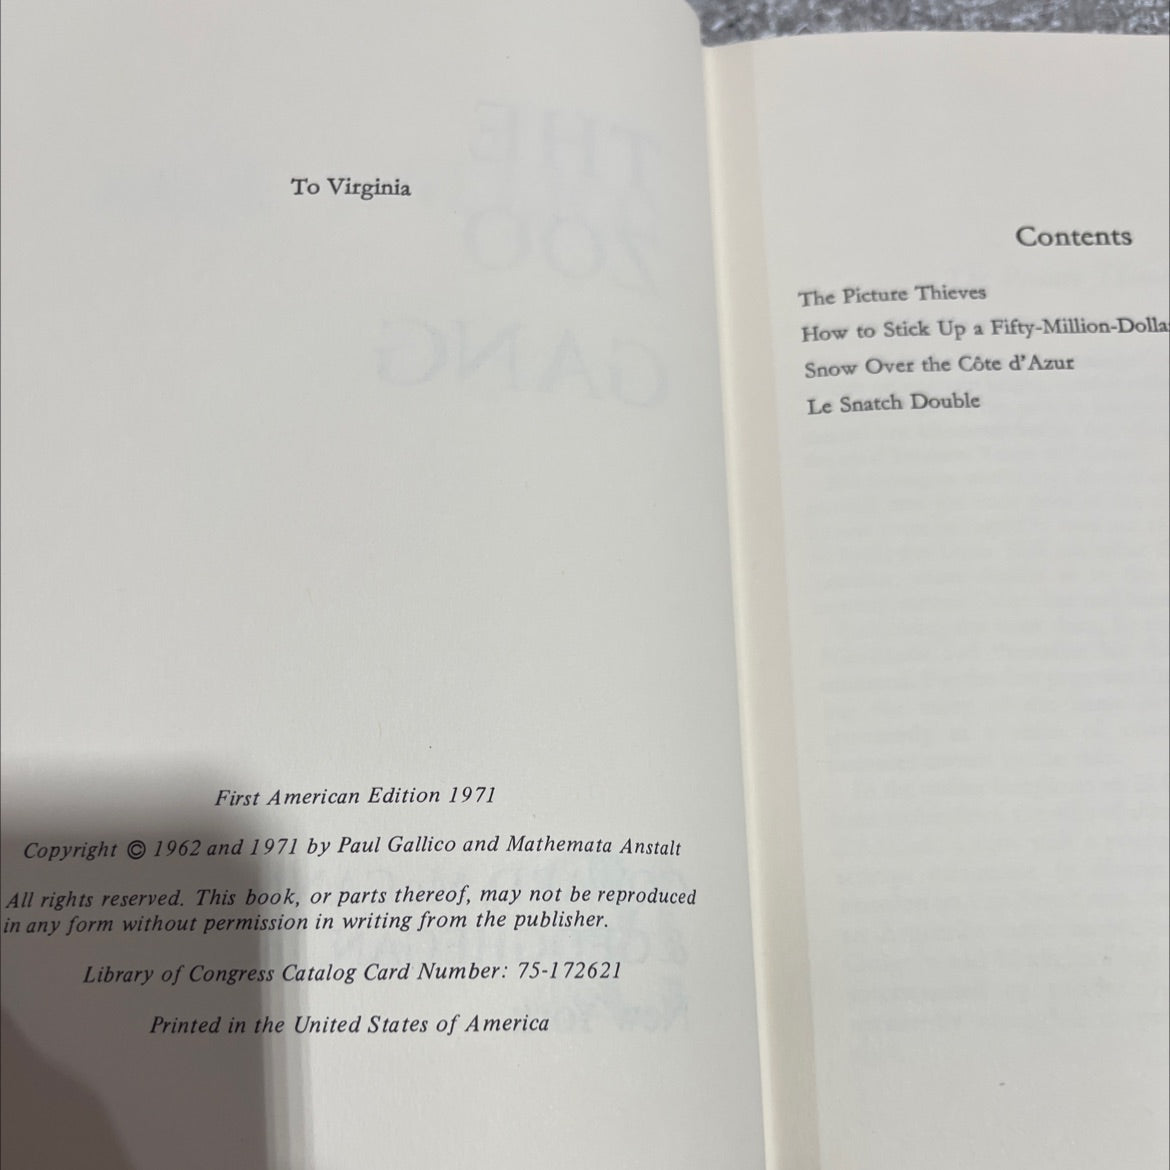 To Virginia
First American Edition 1971
Copyright © 1962 and 1971 by Paul Gallico and Mathemata Anstalt
All rights reserved. This book, or parts thereof, may not be reproduced
in any form without permission in writing from the publisher.
Library of Congress Catalog Card Number: 75-172621
Printed in the United States of America
Contents
The Picture Thieves
How to Stick Up a Fifty-Million-Dolla
Snow Over the Côte d'Azur
Le Snatch Double
THE
ZOO
GANG